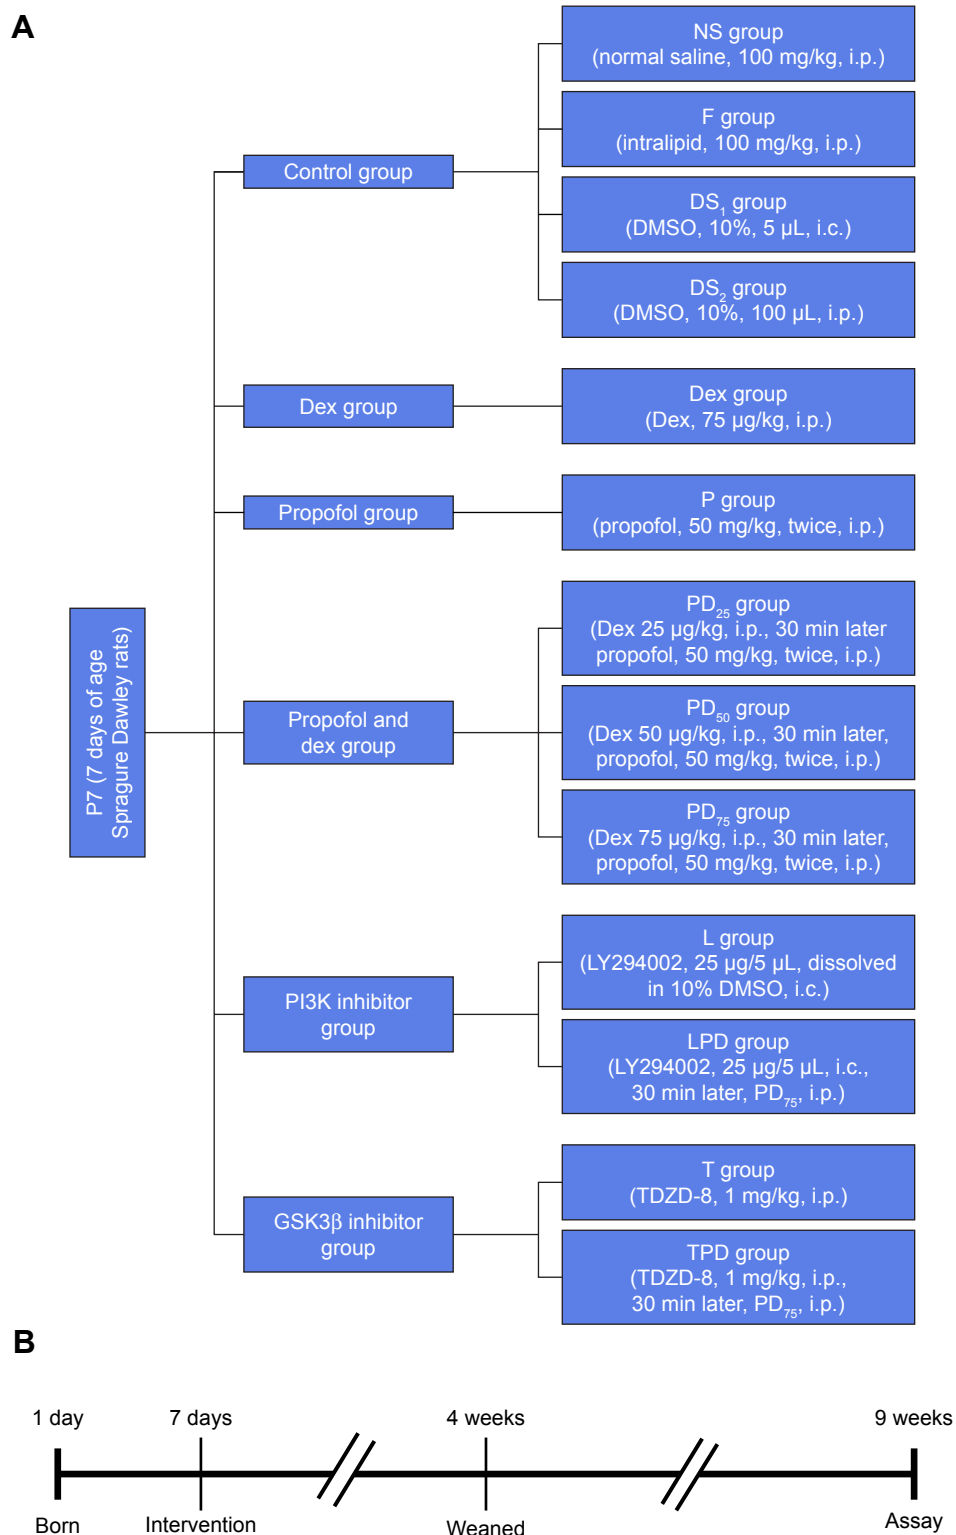 A
NS group
(normal saline, 100 mg/kg, i.p.)
F group
(intralipid, 100 mg/kg, i.p.)
Control group
DS₁ group
(DMSO, 10%, 5 µL, i.c.)
DS₂ group
(DMSO, 10%, 100 µL, i.p.)
Dex group
Dex group
(Dex, 75 µg/kg, i.p.)
Propofol group
P group
(propofol, 50 mg/kg, twice, i.p.)
P7 (7 days of age
Spragure Dawley rats)
Propofol and
dex group
PD₂₅ group
(Dex 25 µg/kg, i.p., 30 min later
propofol, 50 mg/kg, twice, i.p.)
PD₅₀ group
(Dex 50 µg/kg, i.p., 30 min later,
propofol, 50 mg/kg, twice, i.p.)
PD₇₅ group
(Dex 75 µg/kg, i.p., 30 min later,
propofol, 50 mg/kg, twice, i.p.)
PI3K inhibitor
group
L group
(LY294002, 25 µg/5 µL, dissolved
in 10% DMSO, i.c.)
LPD group
(LY294002, 25 µg/5 µL, i.c.,
30 min later, PD₇₅, i.p.)
GSK3β inhibitor
group
T group
(TDZD-8, 1 mg/kg, i.p.)
TPD group
(TDZD-8, 1 mg/kg, i.p.,
30 min later, PD₇₅, i.p.)
B
1 day 7 days 4 weeks 9 weeks
Born Intervention Weaned Assay